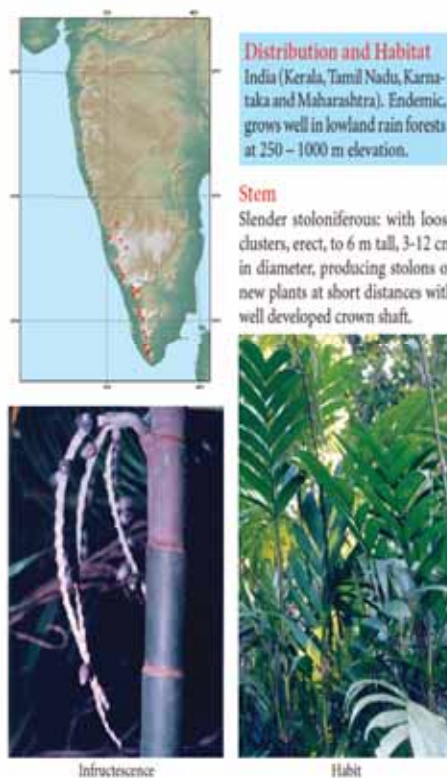 Distribution and Habitat
India (Kerala, Tamil Nadu, Karna-
taka and Maharashtra). Endemic,
grows well in lowland rain forests
at 250 – 1000 m elevation.
Stem
Slender stoloniferous: with loos
clusters, erect, to 6 m tall, 3-12 cm
in diameter, producing stolons o
new plants at short distances with
well developed crown shaft.
Infructescence
Habit